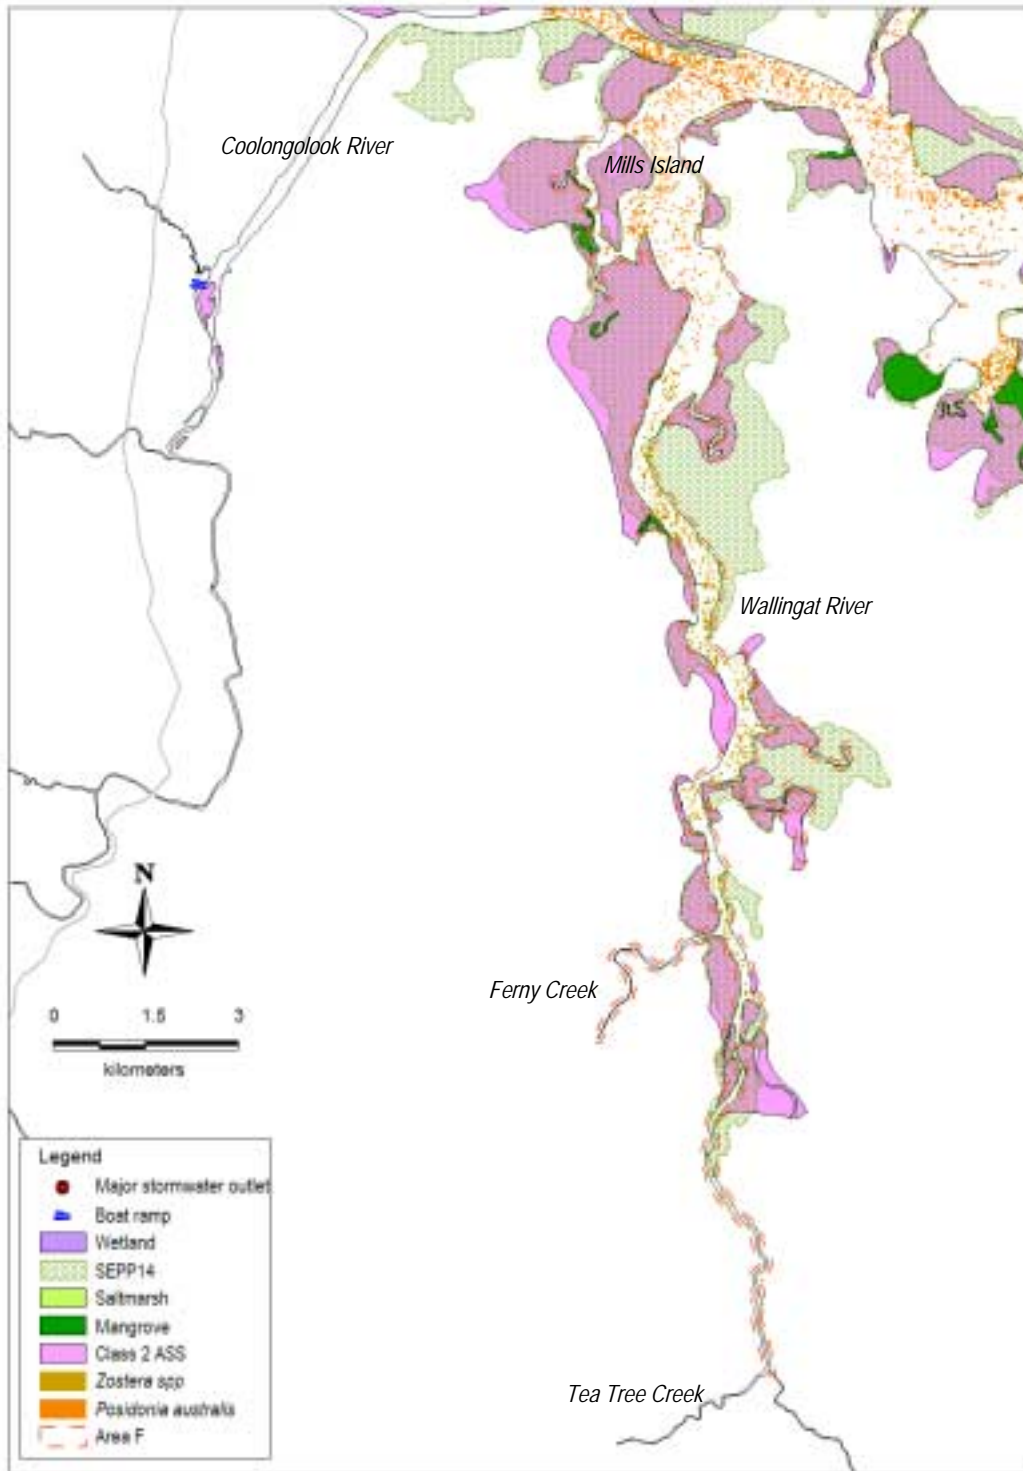 Coolongolook River
Mills Island
Wallingat River
N
Ferny Creek
0 1.5 3
kilometers
Legend
Major stormwater outlet
Boat ramp
Wetland
SEPP14
Saltmarsh
Mangrove
Class 2 ASS
Zostera spp
Posidonia australis
Area F
Tea Tree Creek